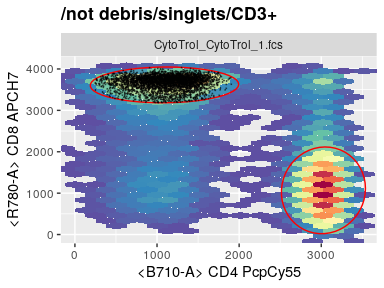 /not debris/singlets/CD3+
CytoTrol_CytoTrol_1.fcs
4000
3000
2000
1000
0
<R780-A> CD8 APCH7
0 1000 2000 3000
<B710-A> CD4 PcpCy55